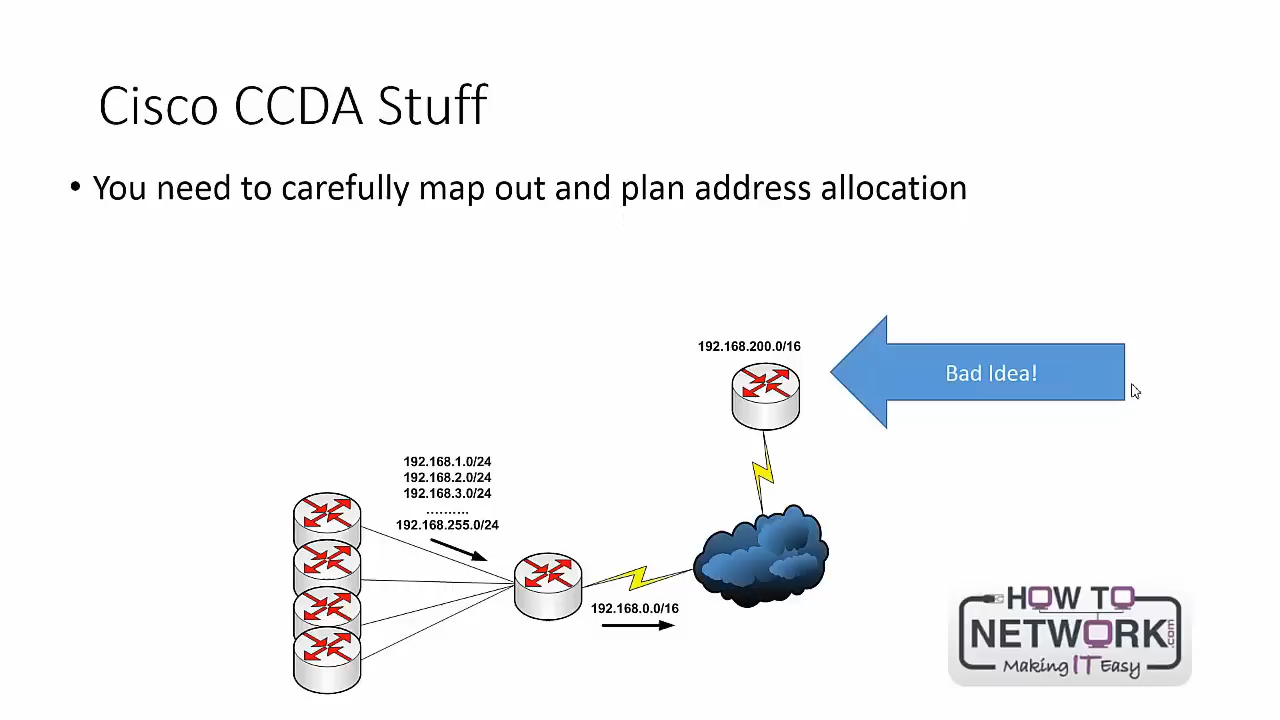 Cisco CCDA Stuff
• You need to carefully map out and plan address allocation
192.168.200.0/16
Bad Idea!
192.168.1.0/24
192.168.2.0/24
192.168.3.0/24
..........
192.168.255.0/24
192.168.0.0/16
HOW TO
NETWORK.com
Making IT Easy